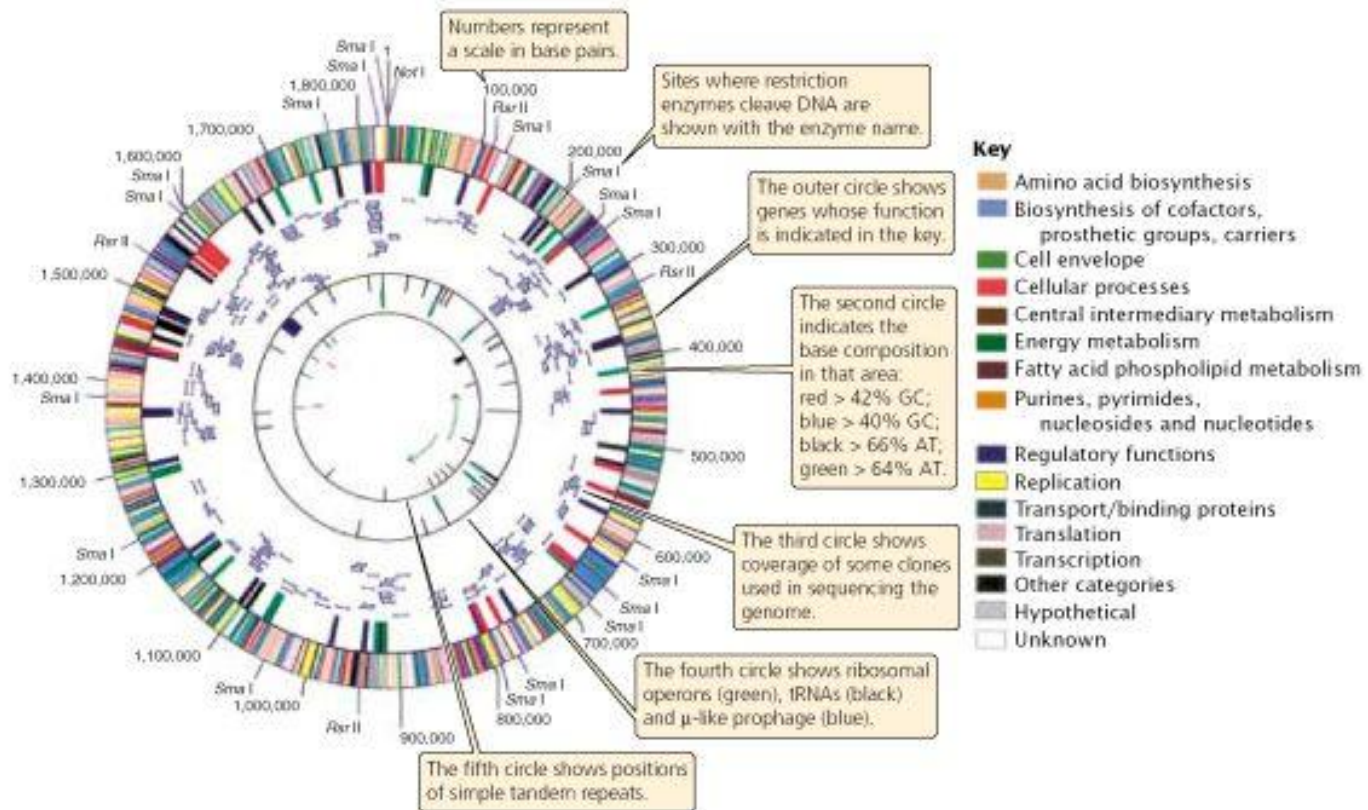 Numbers represent
a scale in base pairs.
Sma I
1
Sma I
Not I
1,800,000
100,000
Sma I
Rsr II
Sma I
1,700,000
Sites where restriction
enzymes cleave DNA are
shown with the enzyme name.
200,000
Sma I
1,600,000
Sma I
Sma I
Sma I
Sma I
The outer circle shows
genes whose function
is indicated in the key.
Rsr II
300,000
Rsr II
1,500,000
The second circle
indicates the
base composition
in that area:
red > 42% GC;
blue > 40% GC;
black > 66% AT;
green > 64% AT.
400,000
1,400,000
Sma I
500,000
1,300,000
The third circle shows
coverage of some clones
used in sequencing the
genome.
600,000
Sma I
Sma I
1,200,000
Sma I
Sma I
700,000
1,100,000
The fourth circle shows ribosomal
operons (green), tRNAs (black)
and μ-like prophage (blue).
Sma I
1,000,000
Sma I
Sma I
800,000
Rsr II
900,000
The fifth circle shows positions
of simple tandem repeats.
Key
Amino acid biosynthesis
Biosynthesis of cofactors,
prosthetic groups, carriers
Cell envelope
Cellular processes
Central intermediary metabolism
Energy metabolism
Fatty acid phospholipid metabolism
Purines, pyrimides,
nucleosides and nucleotides
Regulatory functions
Replication
Transport/binding proteins
Translation
Transcription
Other categories
Hypothetical
Unknown